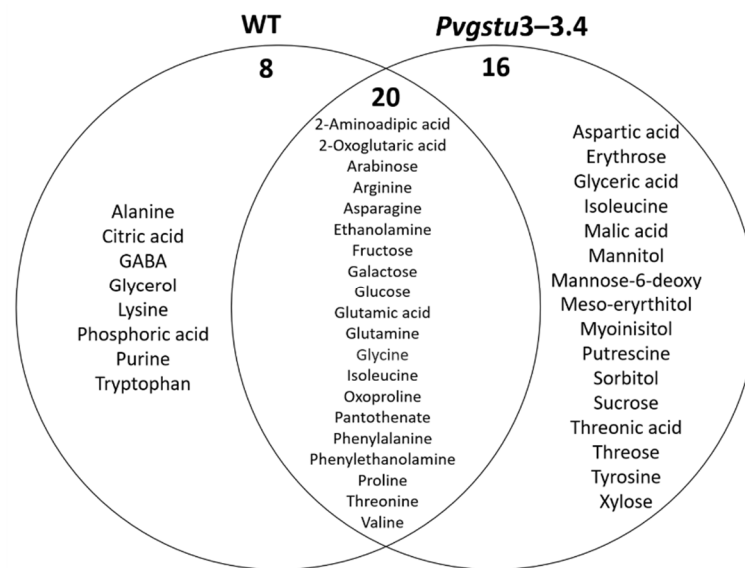 WT
Pvgstu3–3.4
8
16
20
Alanine
Citric acid
GABA
Glycerol
Lysine
Phosphoric acid
Purine
Tryptophan
2-Aminoadipic acid
2-Oxoglutaric acid
Arabinose
Arginine
Asparagine
Ethanolamine
Fructose
Galactose
Glucose
Glutamic acid
Glutamine
Glycine
Isoleucine
Oxoproline
Pantothenate
Phenylalanine
Phenylethanolamine
Proline
Threonine
Valine
Aspartic acid
Erythrose
Glyceric acid
Isoleucine
Malic acid
Mannitol
Mannose-6-deoxy
Meso-eryrthitol
Myoinisitol
Putrescine
Sorbitol
Sucrose
Threonic acid
Threose
Tyrosine
Xylose